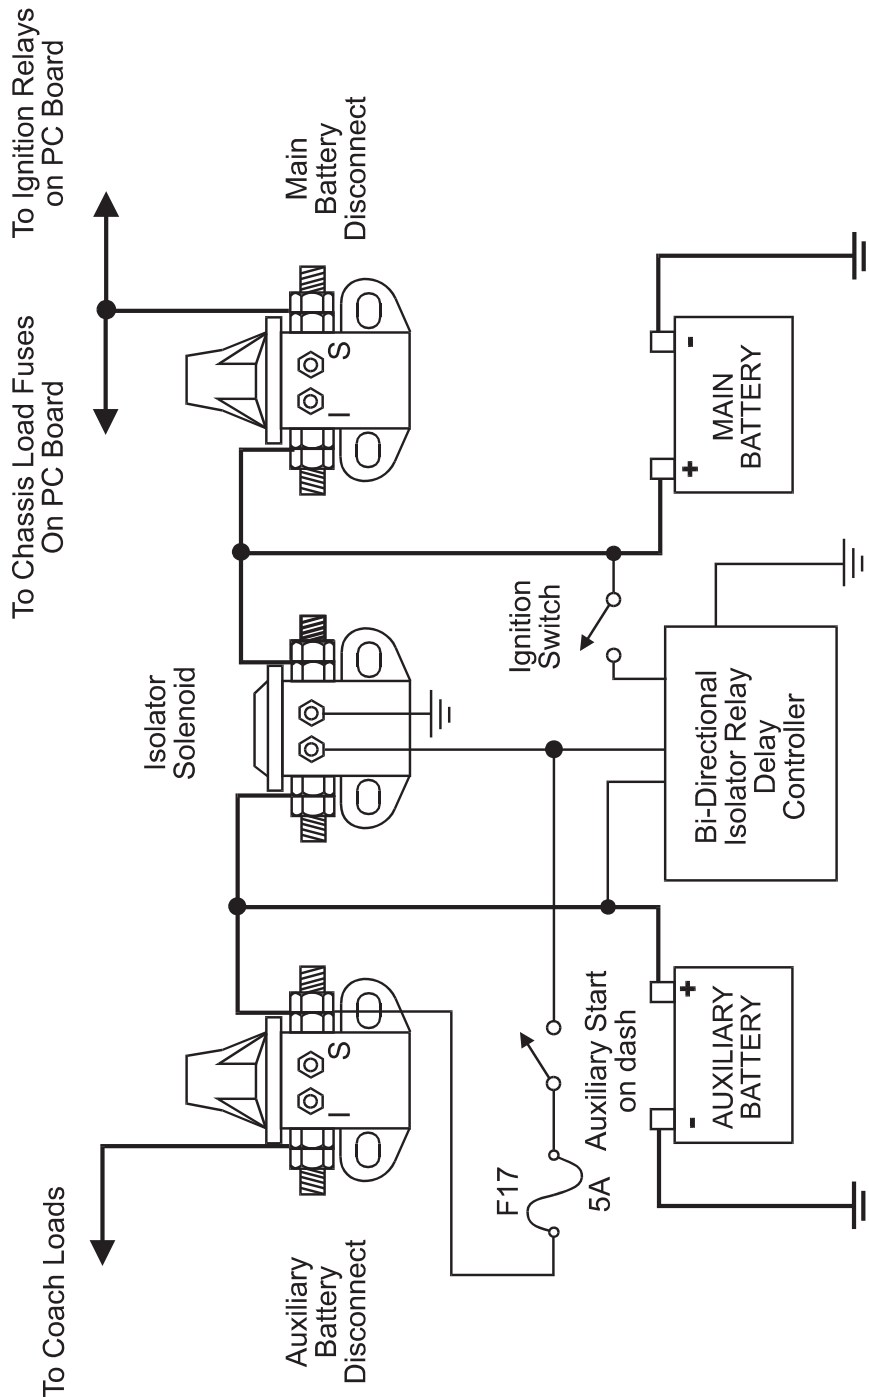 To Coach Loads
To Chassis Load Fuses
On PC Board
To Ignition Relays
on PC Board
Isolator
Solenoid
Auxiliary
Battery
Disconnect
I
S
Main
Battery
Disconnect
I
S
F17
5A
Auxiliary Start
on dash
Ignition
Switch
AUXILIARY
BATTERY
-
+
Bi-Directional
Isolator Relay
Delay
Controller
MAIN
BATTERY
+
-